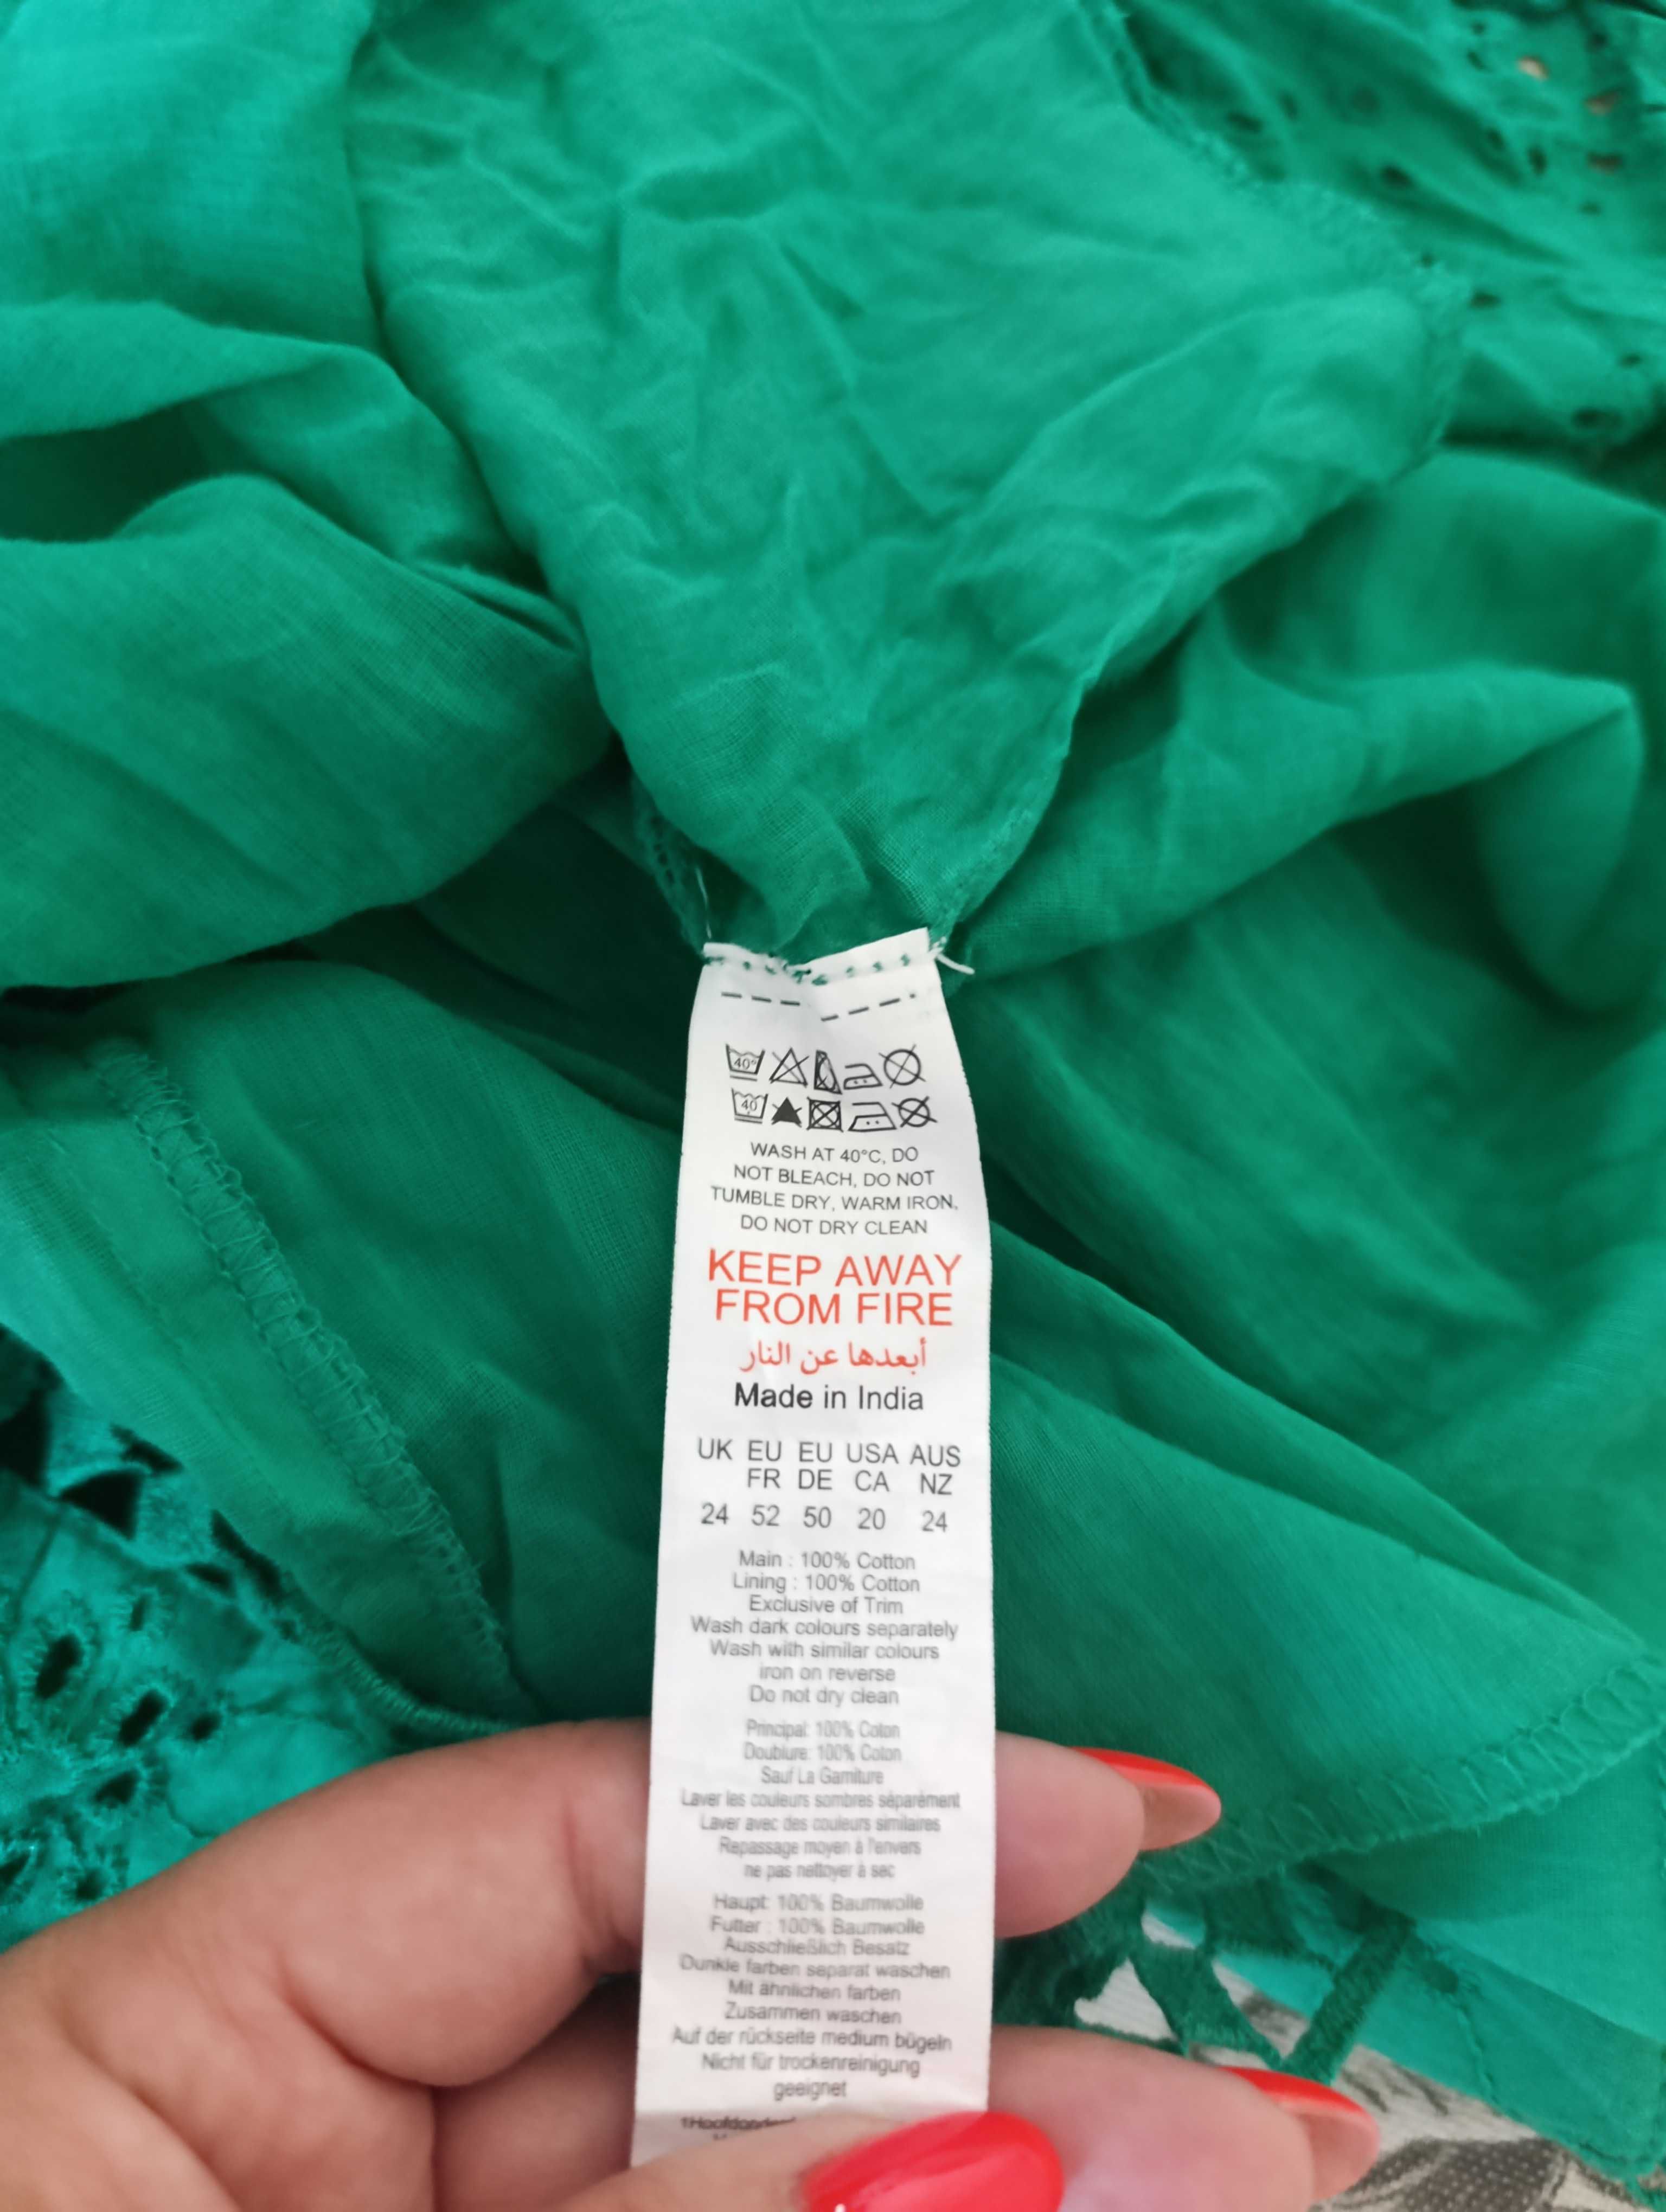 40°
40
WASH AT 40°C, DO
NOT BLEACH, DO NOT
TUMBLE DRY, WARM IRON,
DO NOT DRY CLEAN
KEEP AWAY
FROM FIRE
أبعدها عن النار
Made in India
UK EU EU USA AUS
FR DE CA NZ
24 52 50 20 24
Main : 100% Cotton
Lining : 100% Cotton
Exclusive of Trim
Wash dark colours separately
Wash with similar colours
iron on reverse
Do not dry clean
Principal: 100% Coton
Doublure: 100% Coton
Sauf La Garniture
Laver les couleurs sombres séparément
Laver avec des couleurs similaires
Repassage moyen à l'envers
ne pas nettoyer à sec
Haupt: 100% Baumwolle
Futter : 100% Baumwolle
Ausschließlich Besatz
Dunkle farben separat waschen
Mit ähnlichen farben
Zusammen waschen
Auf der rückseite medium bügeln
Nicht für trockenreinigung
geeignet